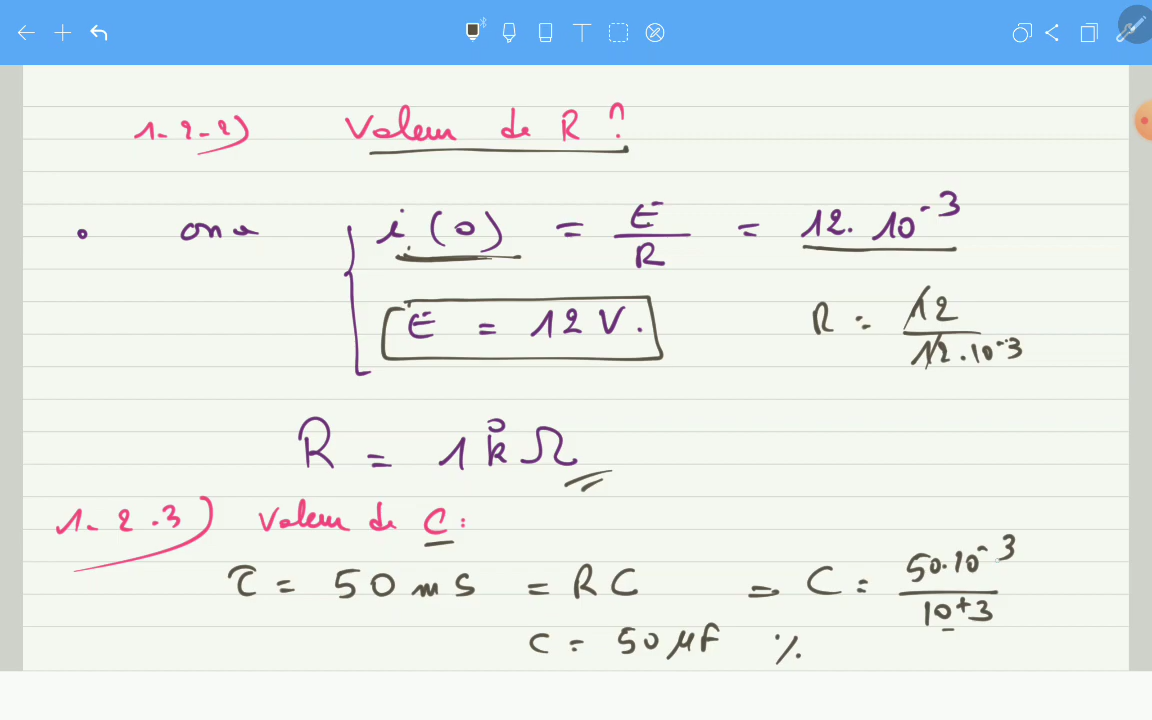 1-2-2) Valeur de R ?
• on a i(0) = E/R = 12.10⁻³
E = 12 V.
R = 12/12.10⁻³
R = 1 kΩ
1-2.3) Valeur de C :
τ = 50 ms = RC => C = 50.10⁻³/10⁺³
C = 50 µF %